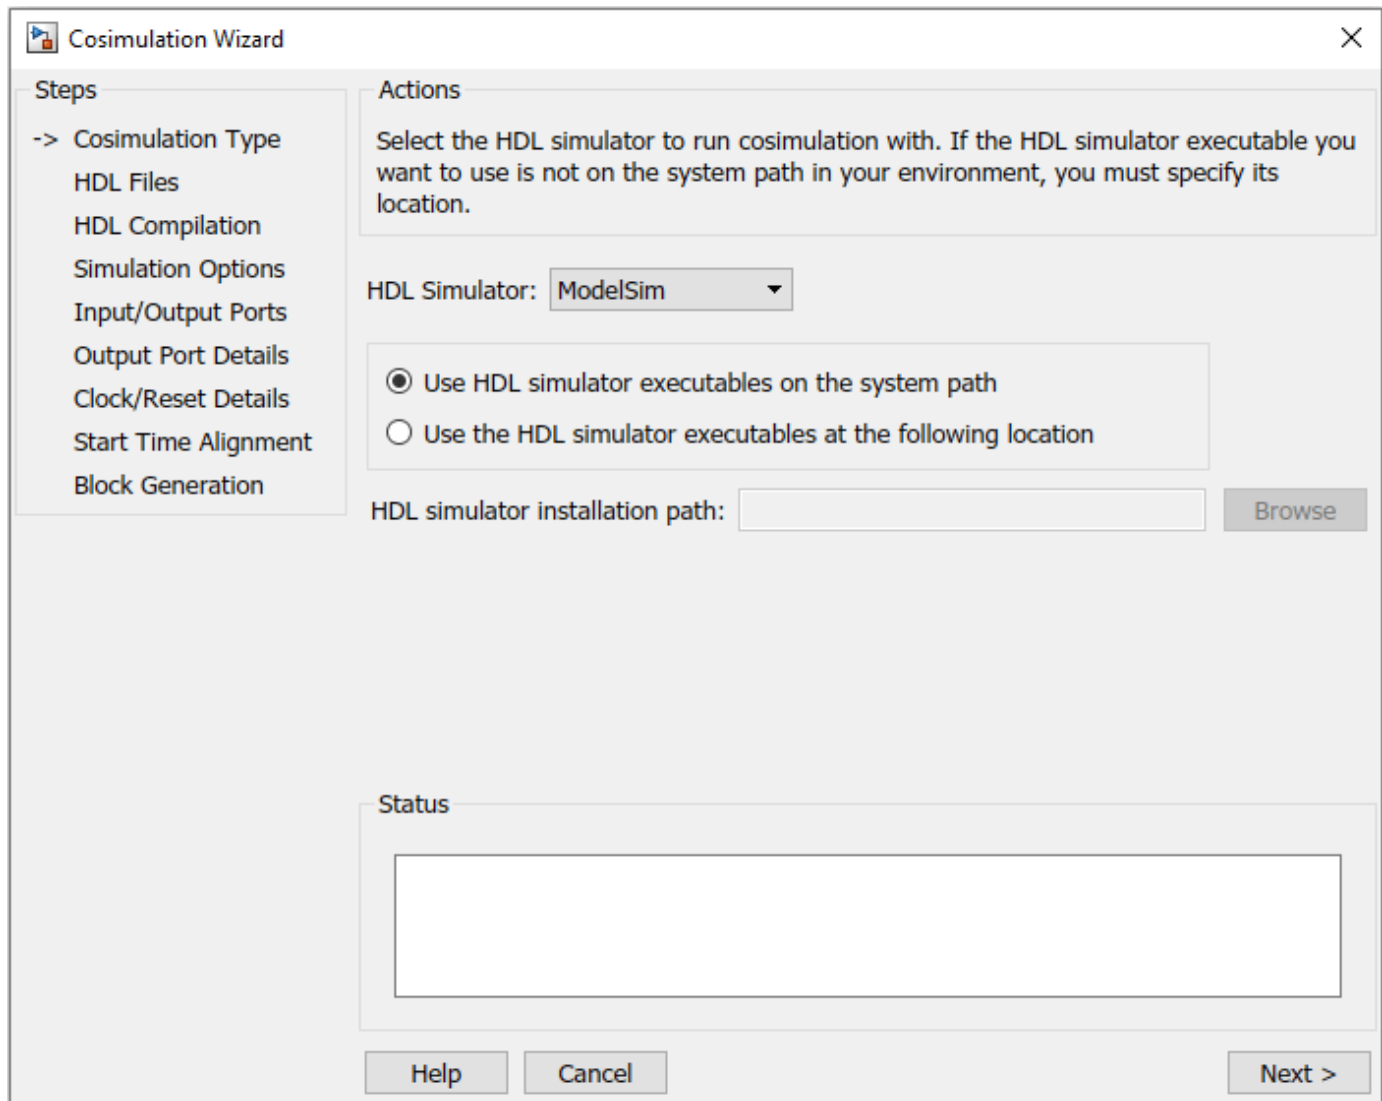 Cosimulation Wizard
Steps
-> Cosimulation Type
HDL Files
HDL Compilation
Simulation Options
Input/Output Ports
Output Port Details
Clock/Reset Details
Start Time Alignment
Block Generation
Actions
Select the HDL simulator to run cosimulation with. If the HDL simulator executable you
want to use is not on the system path in your environment, you must specify its
location.
HDL Simulator: ModelSim
Use HDL simulator executables on the system path
Use the HDL simulator executables at the following location
HDL simulator installation path: Browse
Status
Help Cancel Next >